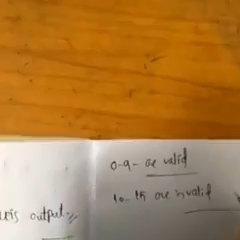 0-9- are valid
10-15 are invalid
output